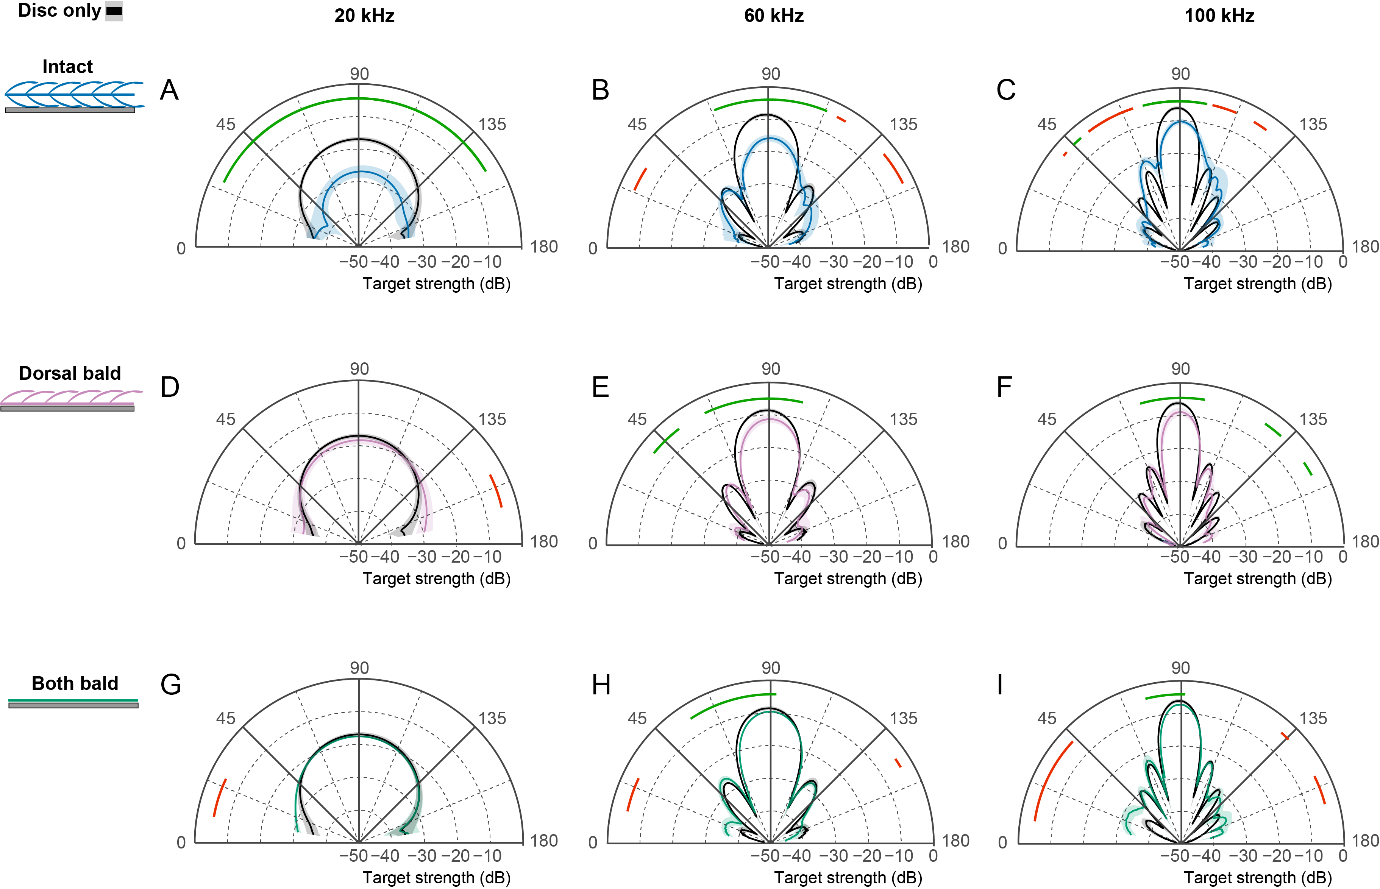 Disc only
20 kHz
60 kHz
100 kHz
Intact
A
90
45
135
0
180
−50 −40 −30 −20 −10
Target strength (dB)
B
90
45
135
0
180
−50 −40 −30 −20 −10 0
Target strength (dB)
C
90
45
135
0
180
−50 −40 −30 −20 −10 0
Target strength (dB)
Dorsal bald
D
90
45
135
0
180
−50 −40 −30 −20 −10
Target strength (dB)
E
90
45
135
0
180
−50 −40 −30 −20 −10 0
Target strength (dB)
F
90
45
135
0
180
−50 −40 −30 −20 −10 0
Target strength (dB)
Both bald
G
90
45
135
0
180
−50 −40 −30 −20 −10
Target strength (dB)
H
90
45
135
0
180
−50 −40 −30 −20 −10 0
Target strength (dB)
I
90
45
135
0
180
−50 −40 −30 −20 −10 0
Target strength (dB)